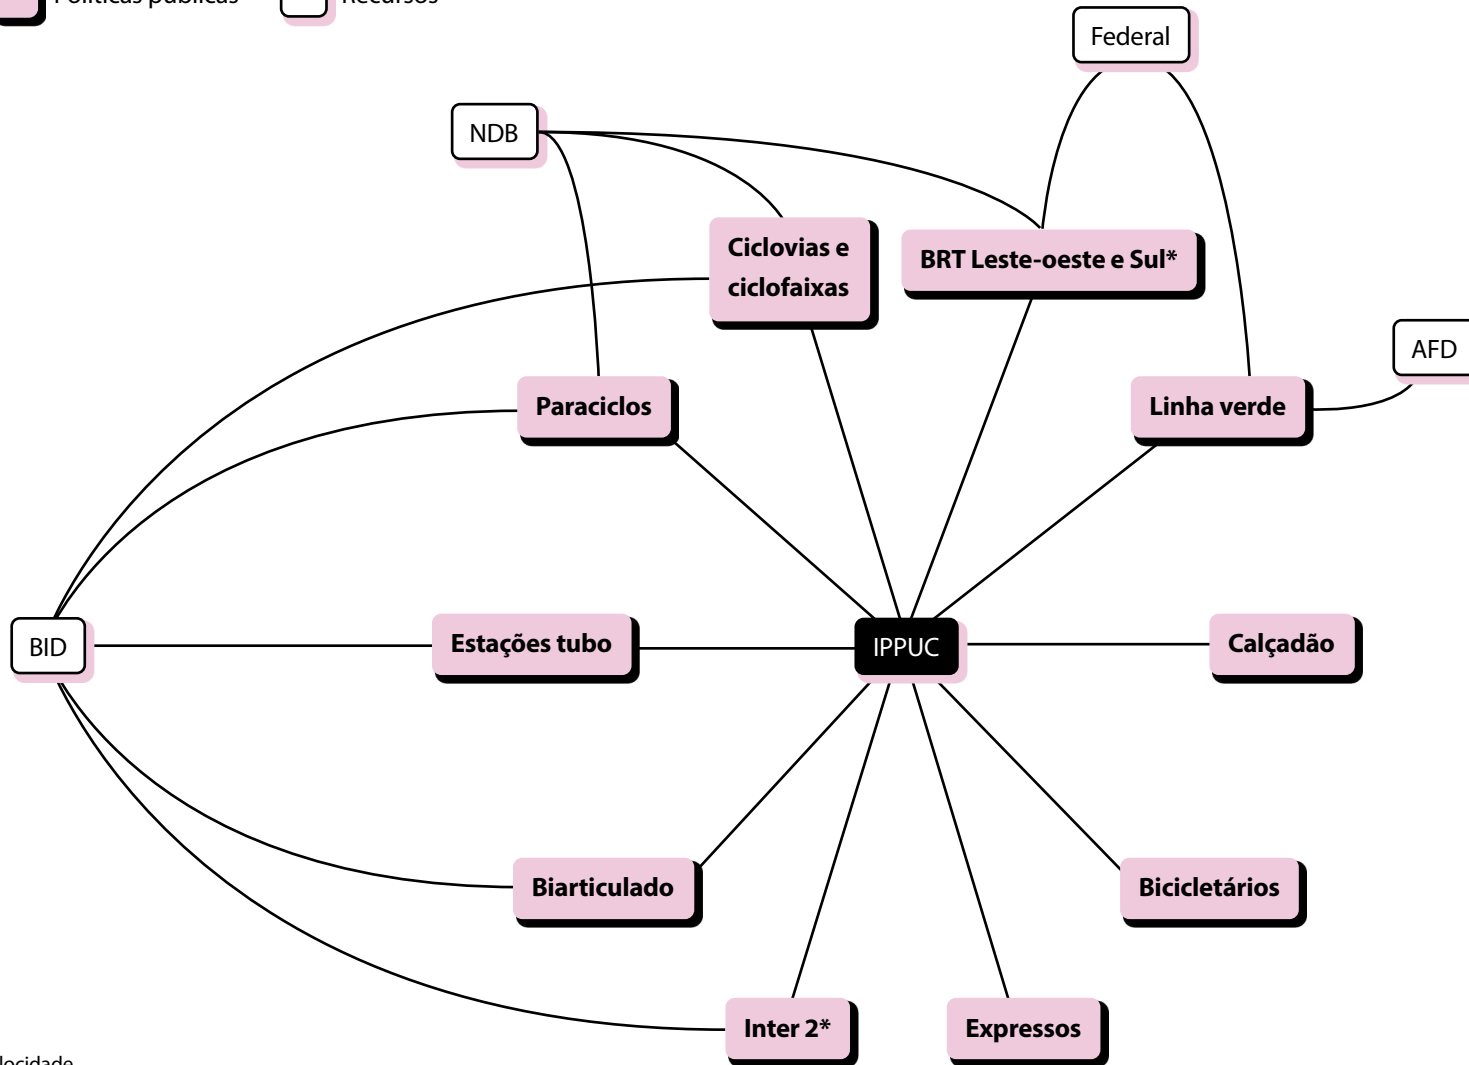 Políticas públicas
Recursos
Federal
NDB
Ciclovias e
ciclofaixas
BRT Leste-oeste e Sul*
AFD
Paraciclos
Linha verde
BID
Estações tubo
IPPUC
Calçadão
Biarticulado
Bicicletários
Inter 2*
Expressos